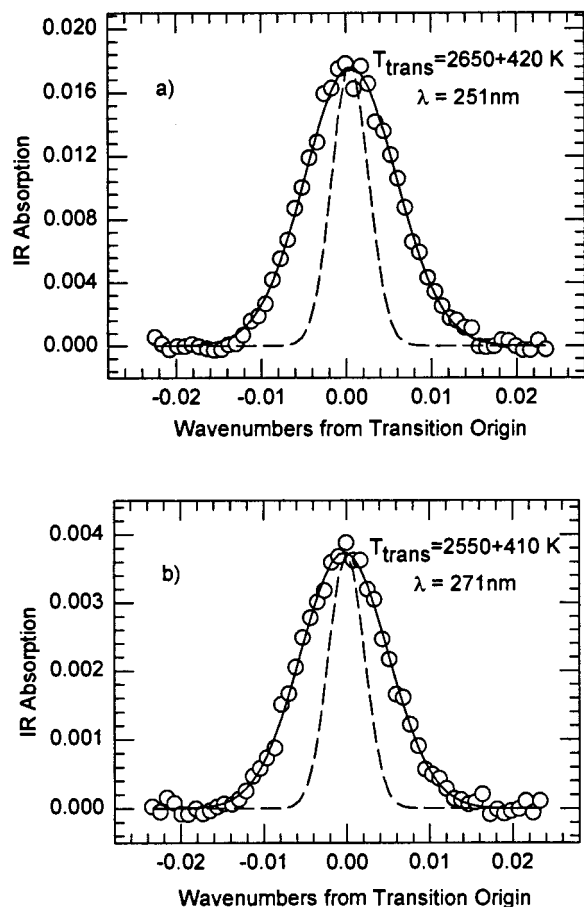 0.020
0.016
0.012
0.008
0.004
0.000
IR Absorption
a)
Ttrans=2650+420 K
λ = 251nm
-0.02 -0.01 0.00 0.01 0.02
Wavenumbers from Transition Origin
0.004
0.003
0.002
0.001
0.000
IR Absorption
b)
Ttrans=2550+410 K
λ = 271nm
-0.02 -0.01 0.00 0.01 0.02
Wavenumbers from Transition Origin